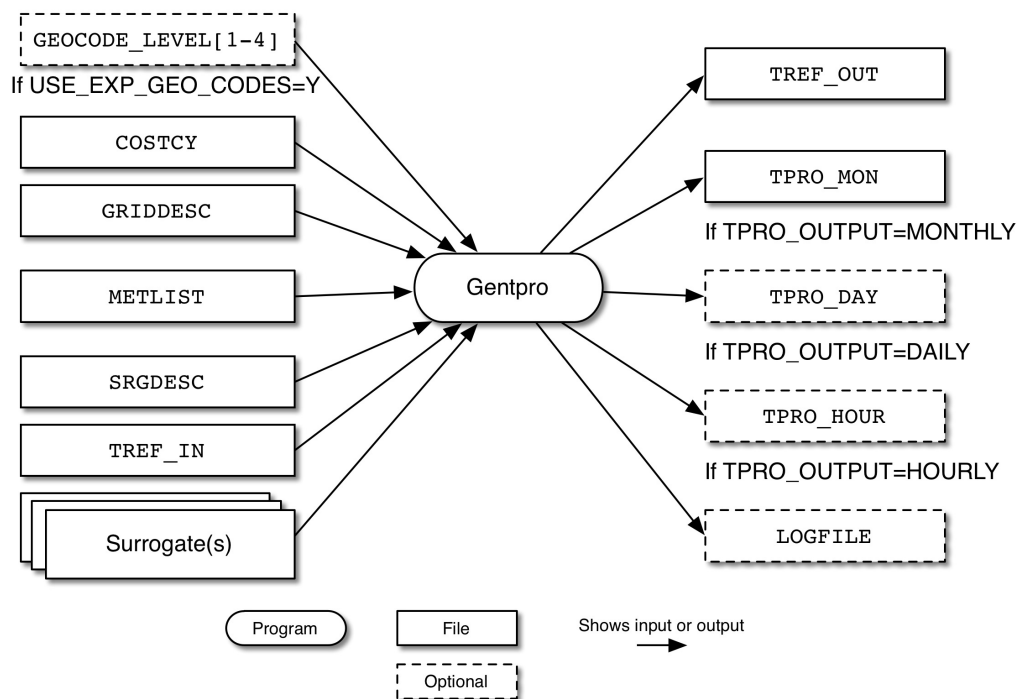 GEOCODE_LEVEL[1-4]
If USE_EXP_GEO_CODES=Y
COSTCY
GRIDDESC
METLIST
SRGDESC
TREF_IN
Surrogate(s)
Gentpro
TREF_OUT
TPRO_MON
If TPRO_OUTPUT=MONTHLY
TPRO_DAY
If TPRO_OUTPUT=DAILY
TPRO_HOUR
If TPRO_OUTPUT=HOURLY
LOGFILE
Program
File
Shows input or output
Optional